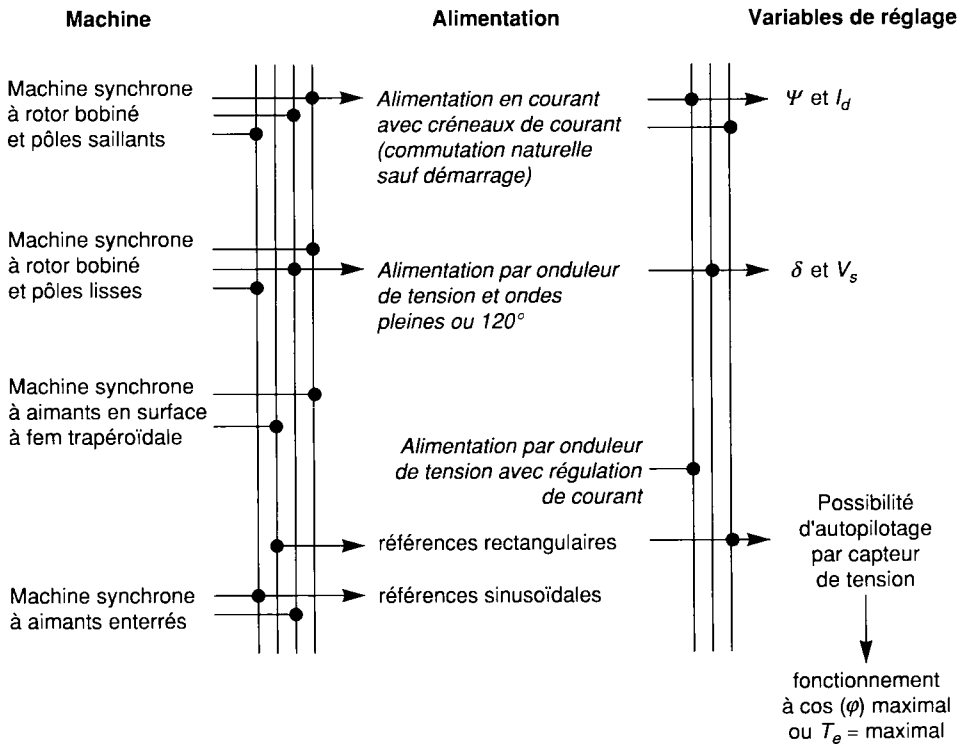 Machine
Alimentation
Variables de réglage
Machine synchrone
à rotor bobiné
et pôles saillants
Alimentation en courant
avec créneaux de courant
(commutation naturelle
sauf démarrage)
Ψ et I_d
Machine synchrone
à rotor bobiné
et pôles lisses
Alimentation par onduleur
de tension et ondes
pleines ou 120°
δ et V_s
Machine synchrone
à aimants en surface
à fem trapéroïdale
Alimentation par onduleur
de tension avec régulation
de courant
références rectangulaires
Possibilité
d'autopilotage
par capteur
de tension
Machine synchrone
à aimants enterrés
références sinusoïdales
fonctionnement
à cos (φ) maximal
ou T_e = maximal